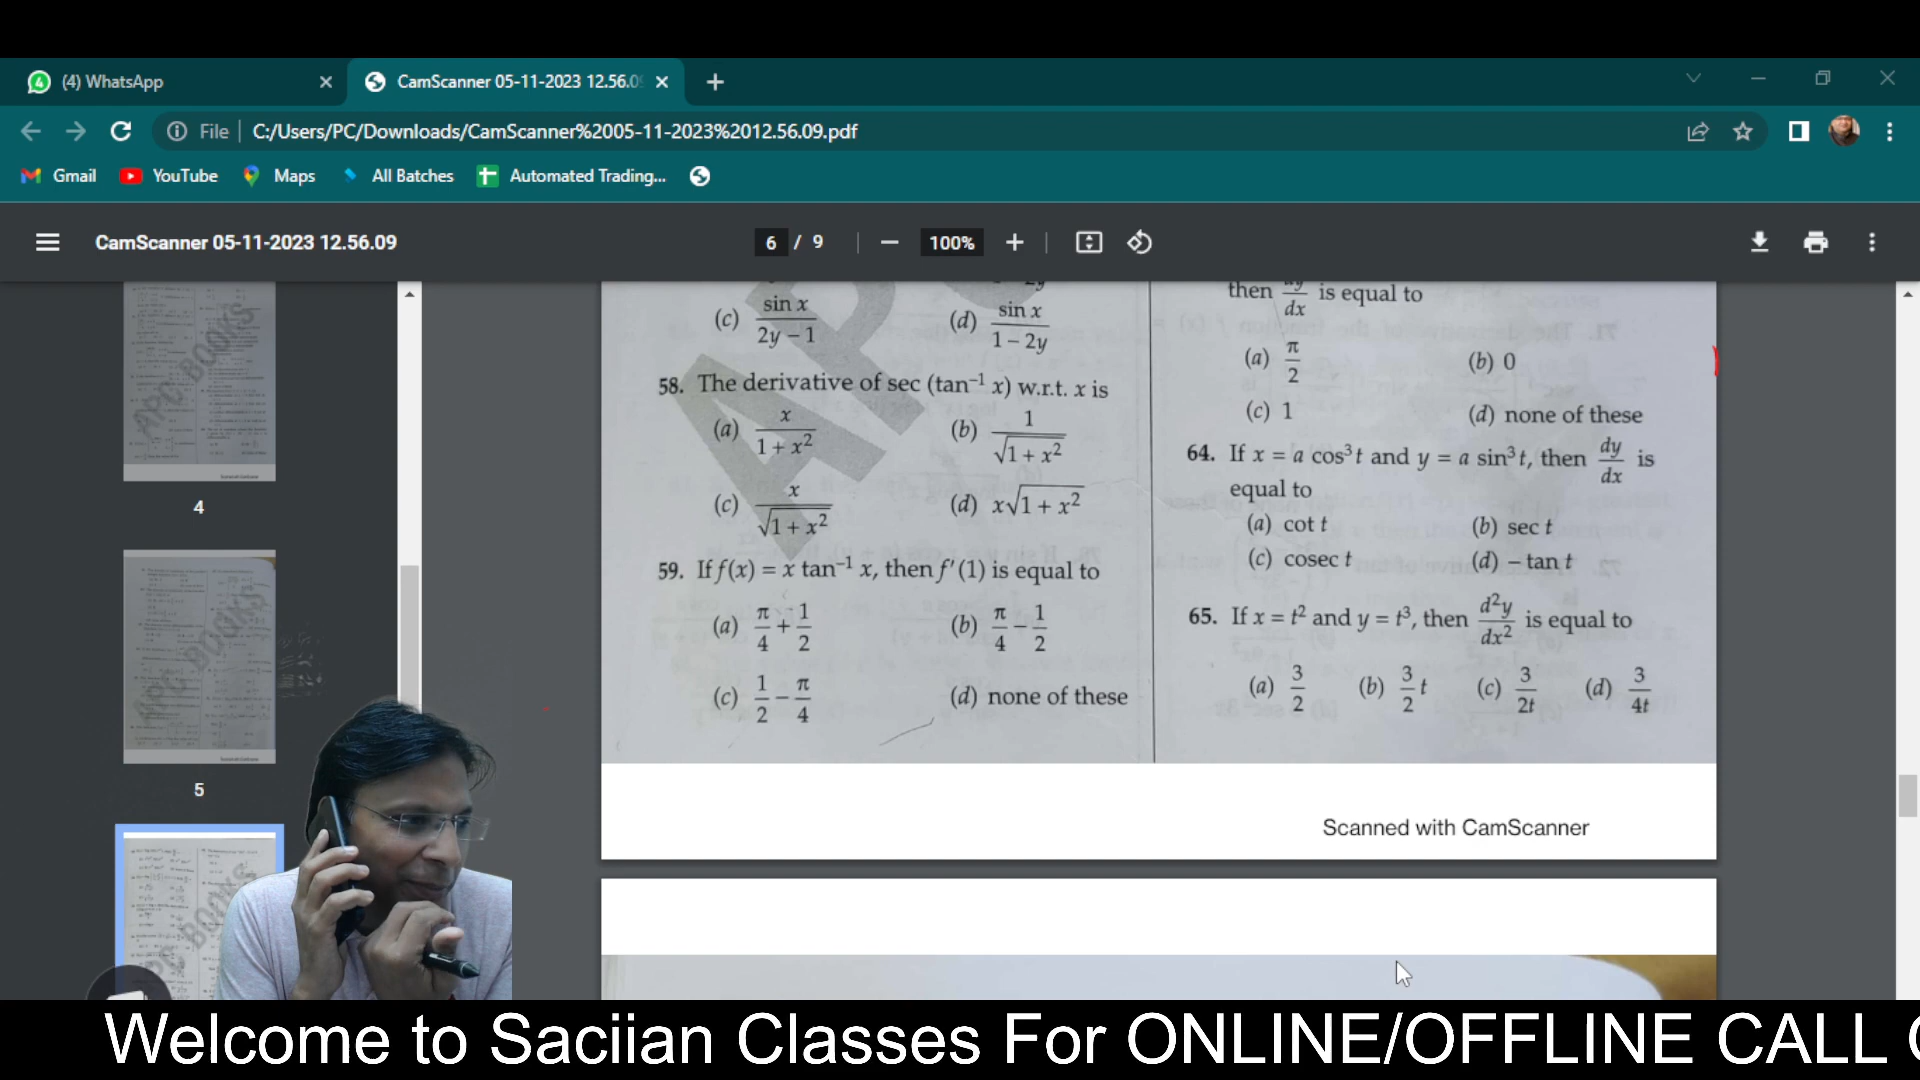 (4) WhatsApp
CamScanner 05-11-2023 12.56.0
File
C:/Users/PC/Downloads/CamScanner%2005-11-2023%2012.56.09.pdf
Gmail
YouTube
Maps
All Batches
Automated Trading...
CamScanner 05-11-2023 12.56.09
6 / 9
100%
4
5
(c) sin x / 2y − 1
(d) sin x / 1 − 2y
58. The derivative of sec (tan⁻¹ x) w.r.t. x is
(a) x / 1 + x²
(b) 1 / √1 + x²
(c) x / √1 + x²
(d) x√1 + x²
59. If f(x) = x tan⁻¹ x, then f′(1) is equal to
(a) π/4 + 1/2
(b) π/4 − 1/2
(c) 1/2 − π/4
(d) none of these
then dy/dx is equal to
(a) π/2
(b) 0
(c) 1
(d) none of these
64. If x = a cos³ t and y = a sin³ t, then dy/dx is
equal to
(a) cot t
(b) sec t
(c) cosec t
(d) − tan t
65. If x = t² and y = t³, then d²y/dx² is equal to
(a) 3/2 (b) 3/2 t (c) 3/2t (d) 3/4t
Scanned with CamScanner
Welcome to Saciian Classes For ONLINE/OFFLINE CALL